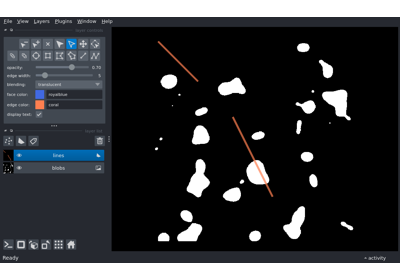 File View Layers Plugins Window Help
opacity: 0.70
edge width: 5
blending: translucent
face color: royalblue
edge color: coral
display text: ✓
lines
blobs
Ready
activity